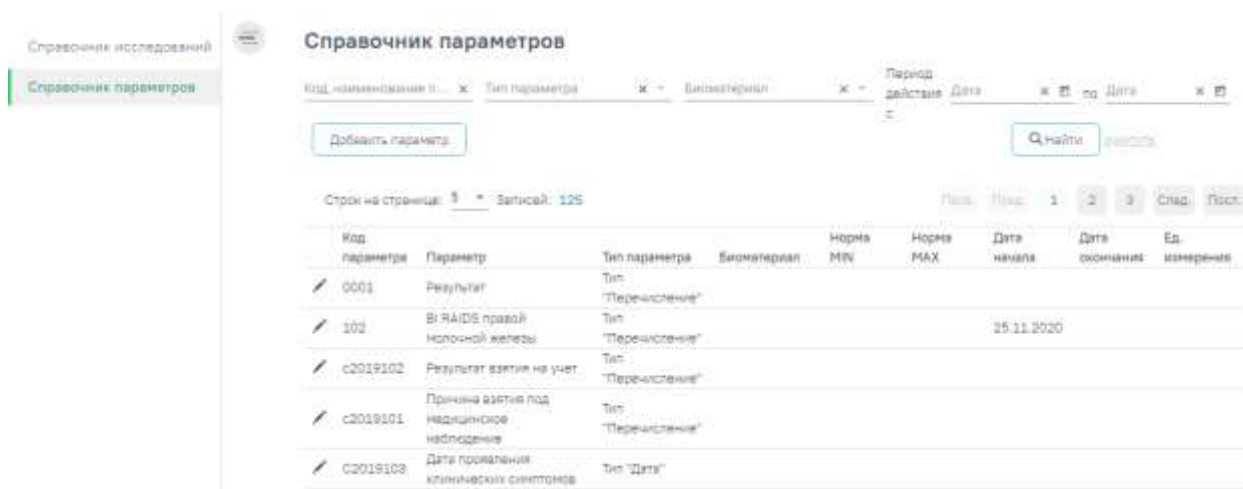 Справочник исследований
Справочник параметров
Справочник параметров
Код, наименование п...
Тип параметра
Биоматериал
Период действия с
Дата
по
Дата
Добавить параметр
Найти
Строк на странице: 5
Записей: 125
Перв. Пред. 1 2 3 След. Посл.
Код параметра
Параметр
Тип параметра
Биоматериал
Норма MIN
Норма MAX
Дата начала
Дата окончания
Ед. измерения
0001 Результат Тип "Перечисление"
102 BI RAIDS правой молочной железы Тип "Перечисление" 25.11.2020
c2019102 Результат взятия на учет Тип "Перечисление"
c2019101 Причина взятия под медицинское наблюдение Тип "Перечисление"
C2019103 Дата проявления клинических симптомов Тип "Дата"